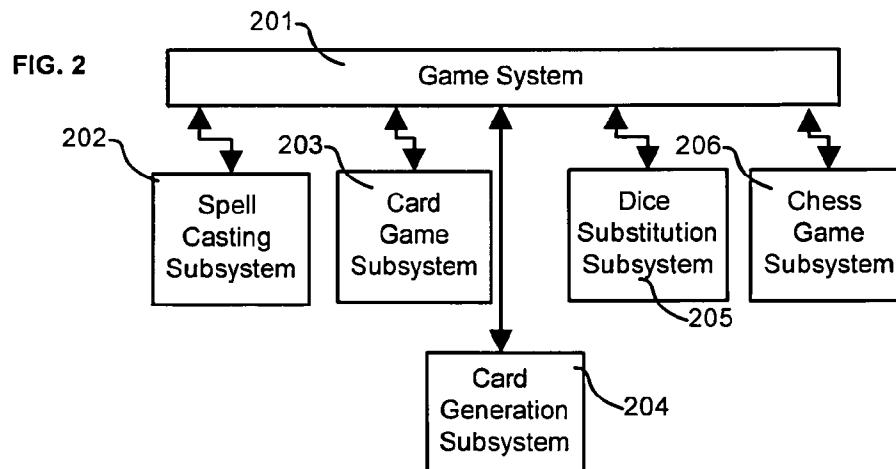 FIG. 2
201
Game System
202
Spell
Casting
Subsystem
203
Card
Game
Subsystem
Dice
Substitution
Subsystem
205
206
Chess
Game
Subsystem
Card
Generation
Subsystem
204